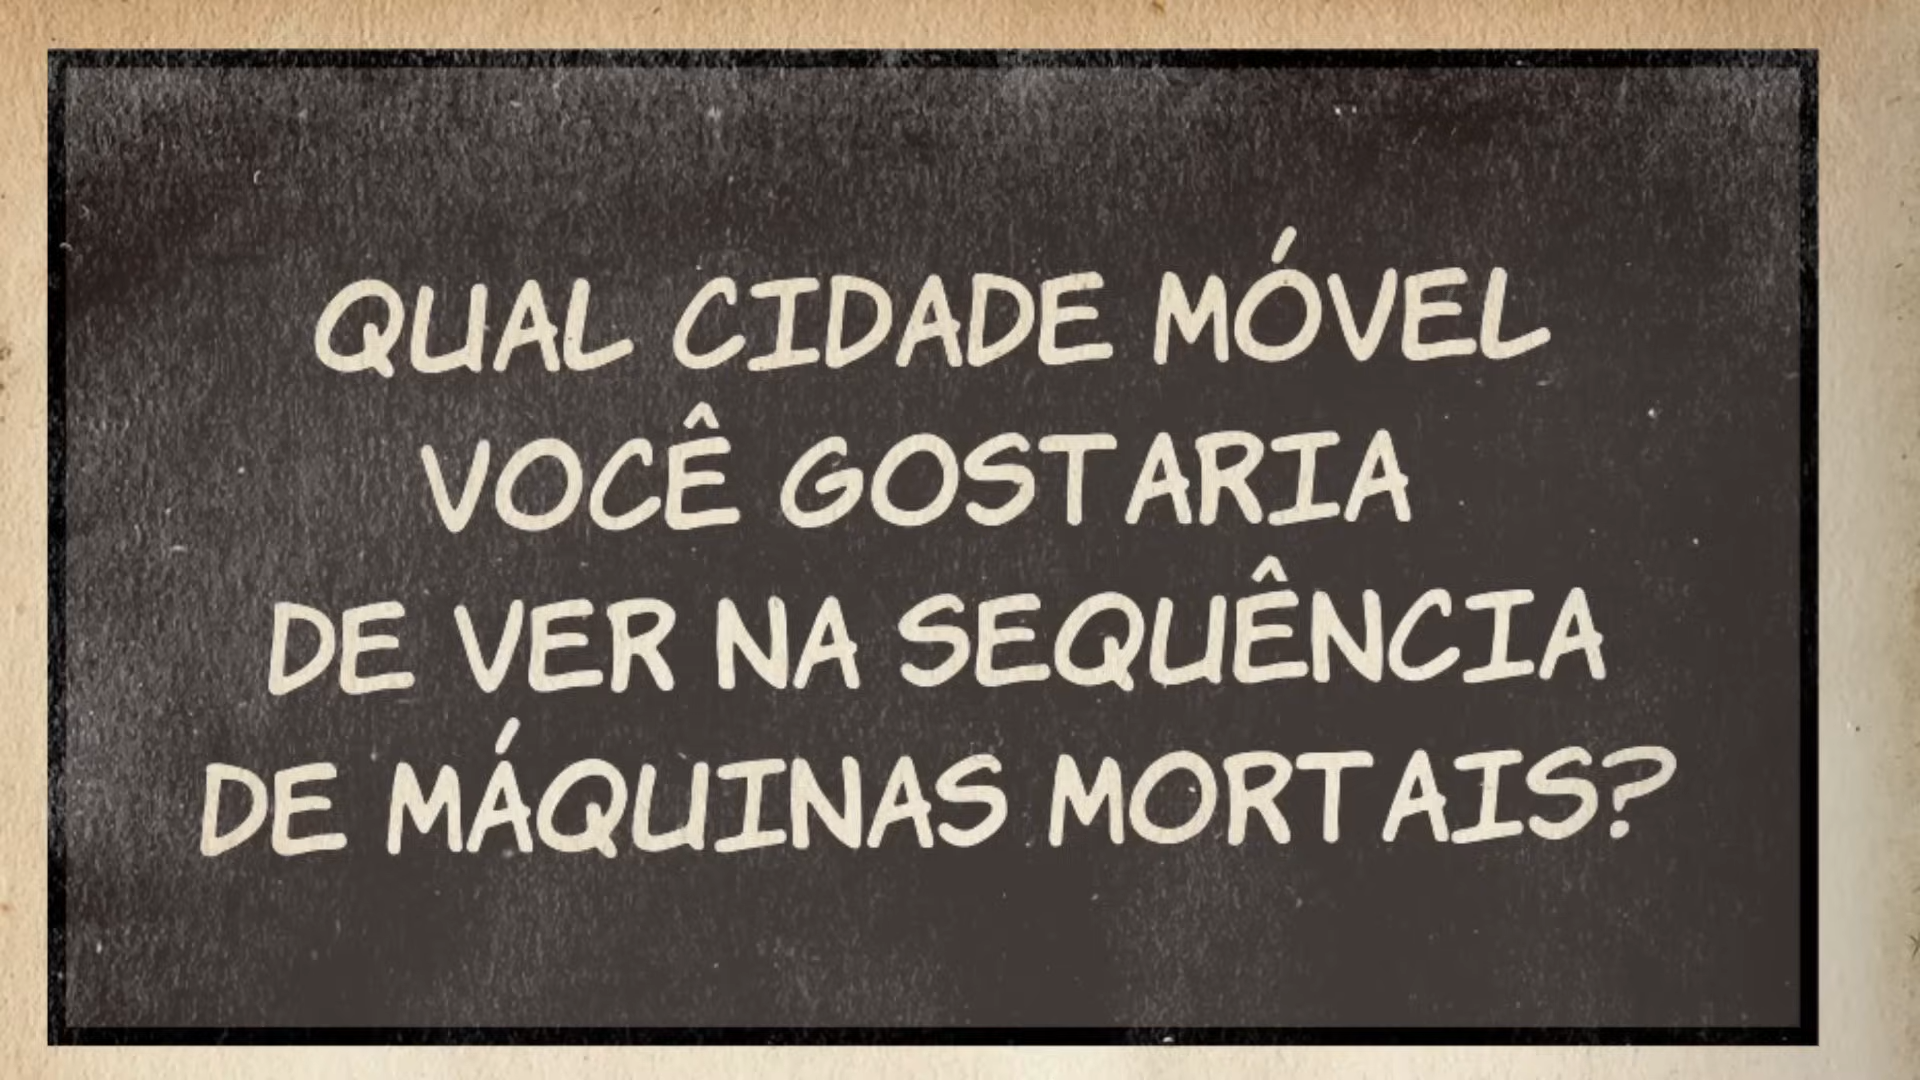 QUAL CIDADE MÓVEL
VOCÊ GOSTARIA
DE VER NA SEQUÊNCIA
DE MÁQUINAS MORTAIS?